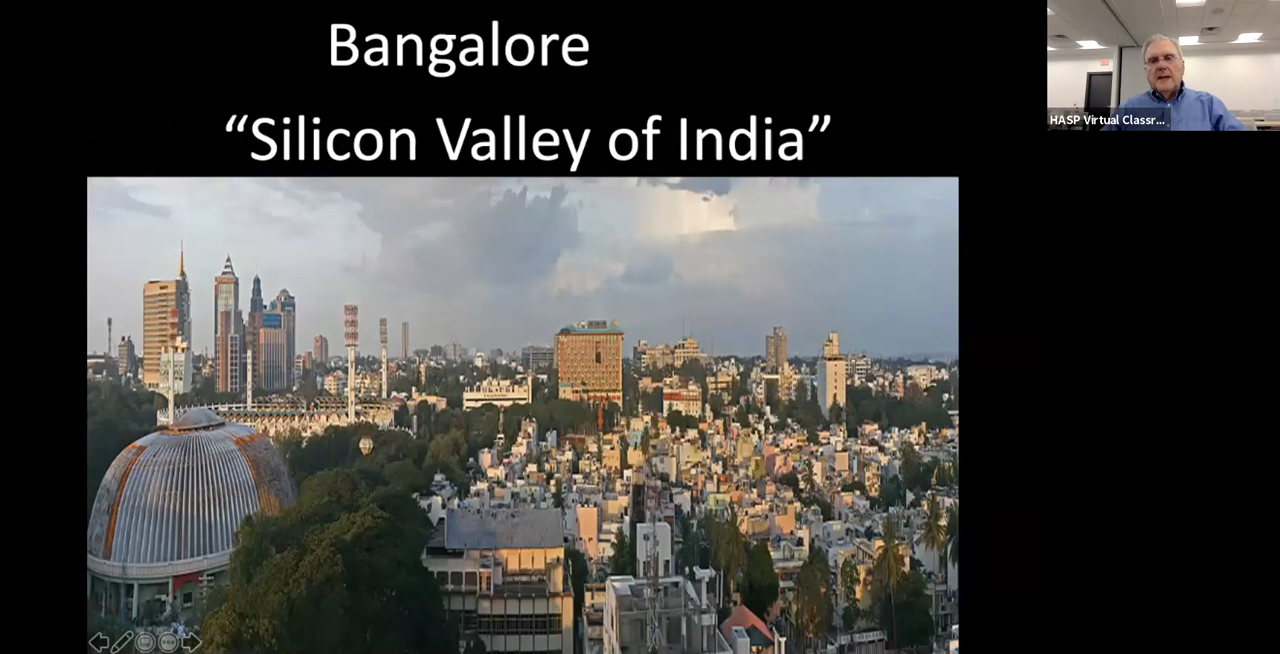 Bangalore
“Silicon Valley of India”
HASP Virtual Classr...